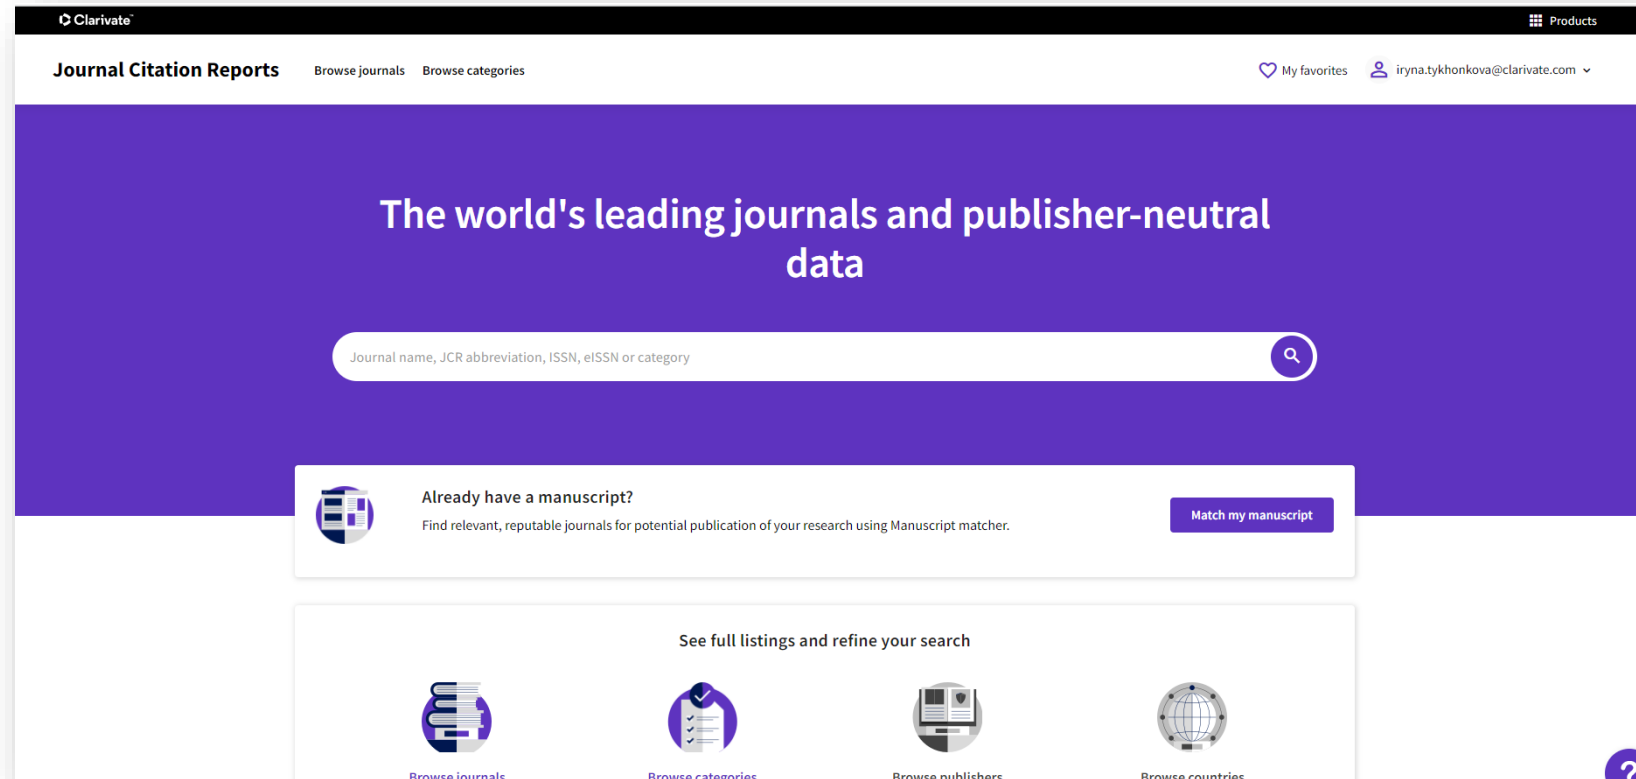 Clarivate™
Products
Journal Citation Reports
Browse journals
Browse categories
My favorites
iryna.tykhonkova@clarivate.com
The world's leading journals and publisher-neutral
data
Journal name, JCR abbreviation, ISSN, eISSN or category
Already have a manuscript?
Find relevant, reputable journals for potential publication of your research using Manuscript matcher.
Match my manuscript
See full listings and refine your search
Browse journals
Browse categories
Browse publishers
Browse countries
?